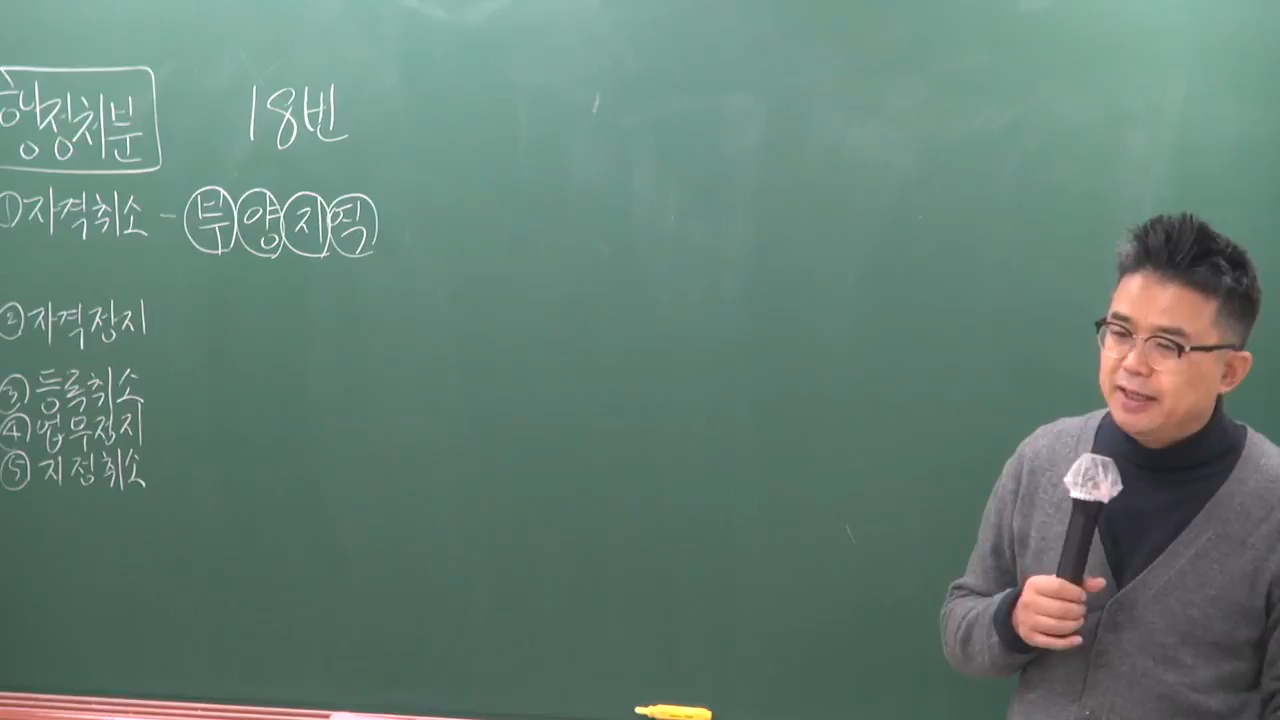 행정처분 18번
①자격취소 - 부양지역
②자격정지
③등록취소
④업무정지
⑤지정취소